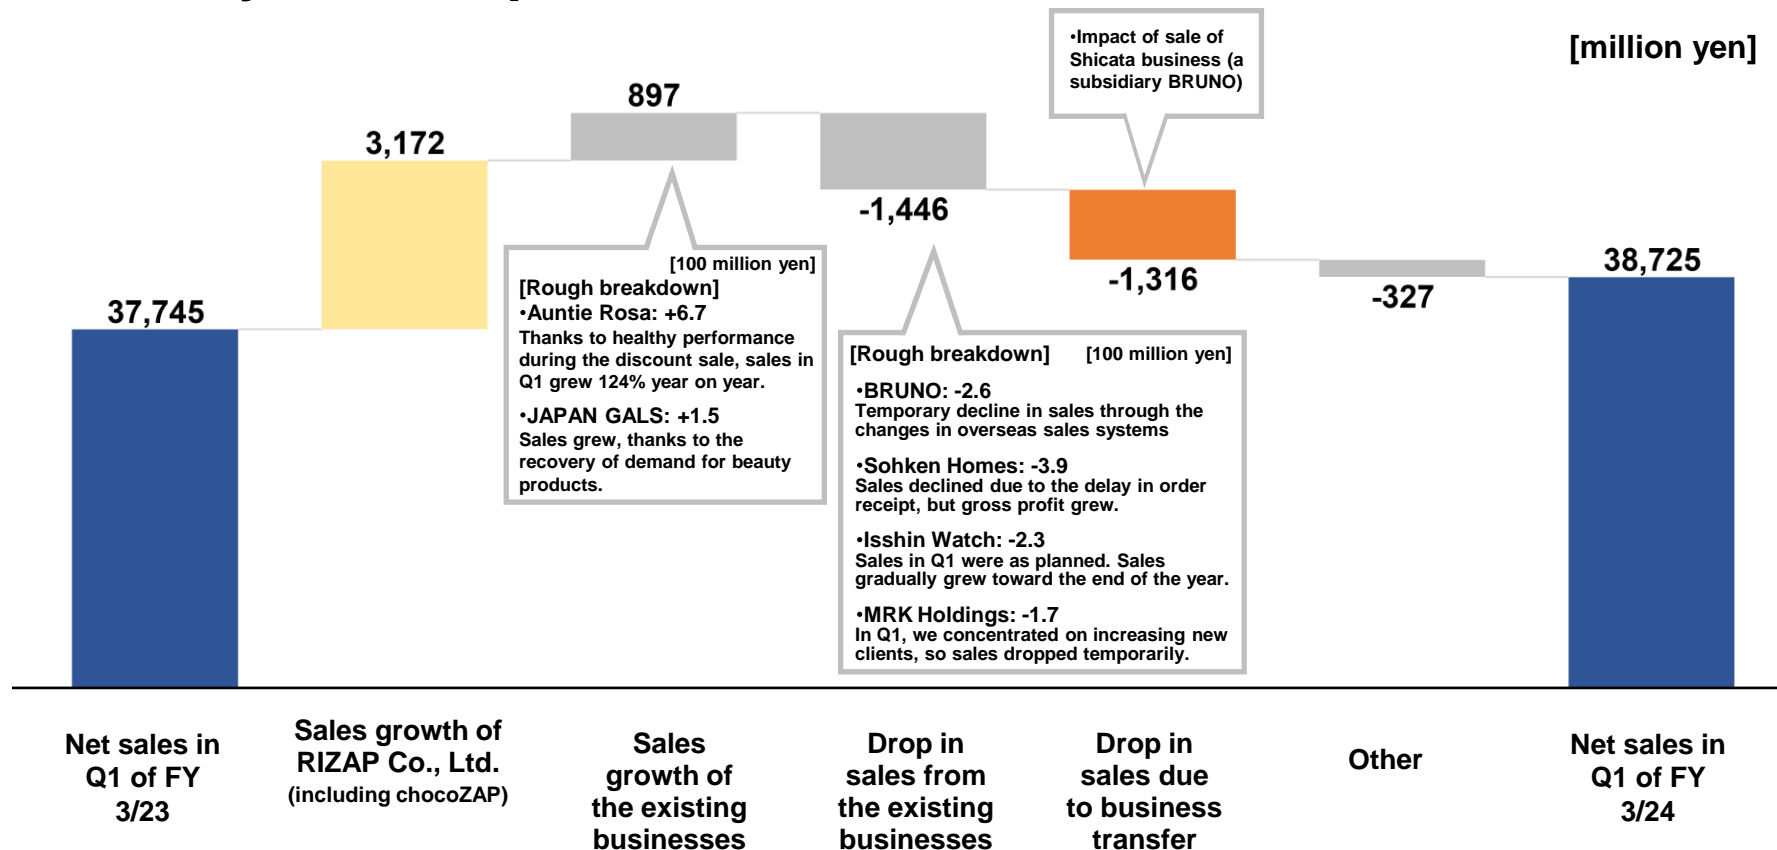 [million yen]
•Impact of sale of
Shicata business (a
subsidiary BRUNO)
37,745
3,172
897
-1,446
-1,316
-327
38,725
[100 million yen]
[Rough breakdown]
•Auntie Rosa: +6.7
Thanks to healthy performance
during the discount sale, sales in
Q1 grew 124% year on year.
•JAPAN GALS: +1.5
Sales grew, thanks to the
recovery of demand for beauty
products.
[Rough breakdown] [100 million yen]
•BRUNO: -2.6
Temporary decline in sales through the
changes in overseas sales systems
•Sohken Homes: -3.9
Sales declined due to the delay in order
receipt, but gross profit grew.
•Isshin Watch: -2.3
Sales in Q1 were as planned. Sales
gradually grew toward the end of the year.
•MRK Holdings: -1.7
In Q1, we concentrated on increasing new
clients, so sales dropped temporarily.
Net sales in
Q1 of FY
3/23
Sales growth of
RIZAP Co., Ltd.
(including chocoZAP)
Sales
growth of
the existing
businesses
Drop in
sales from
the existing
businesses
Drop in
sales due
to business
transfer
Other
Net sales in
Q1 of FY
3/24